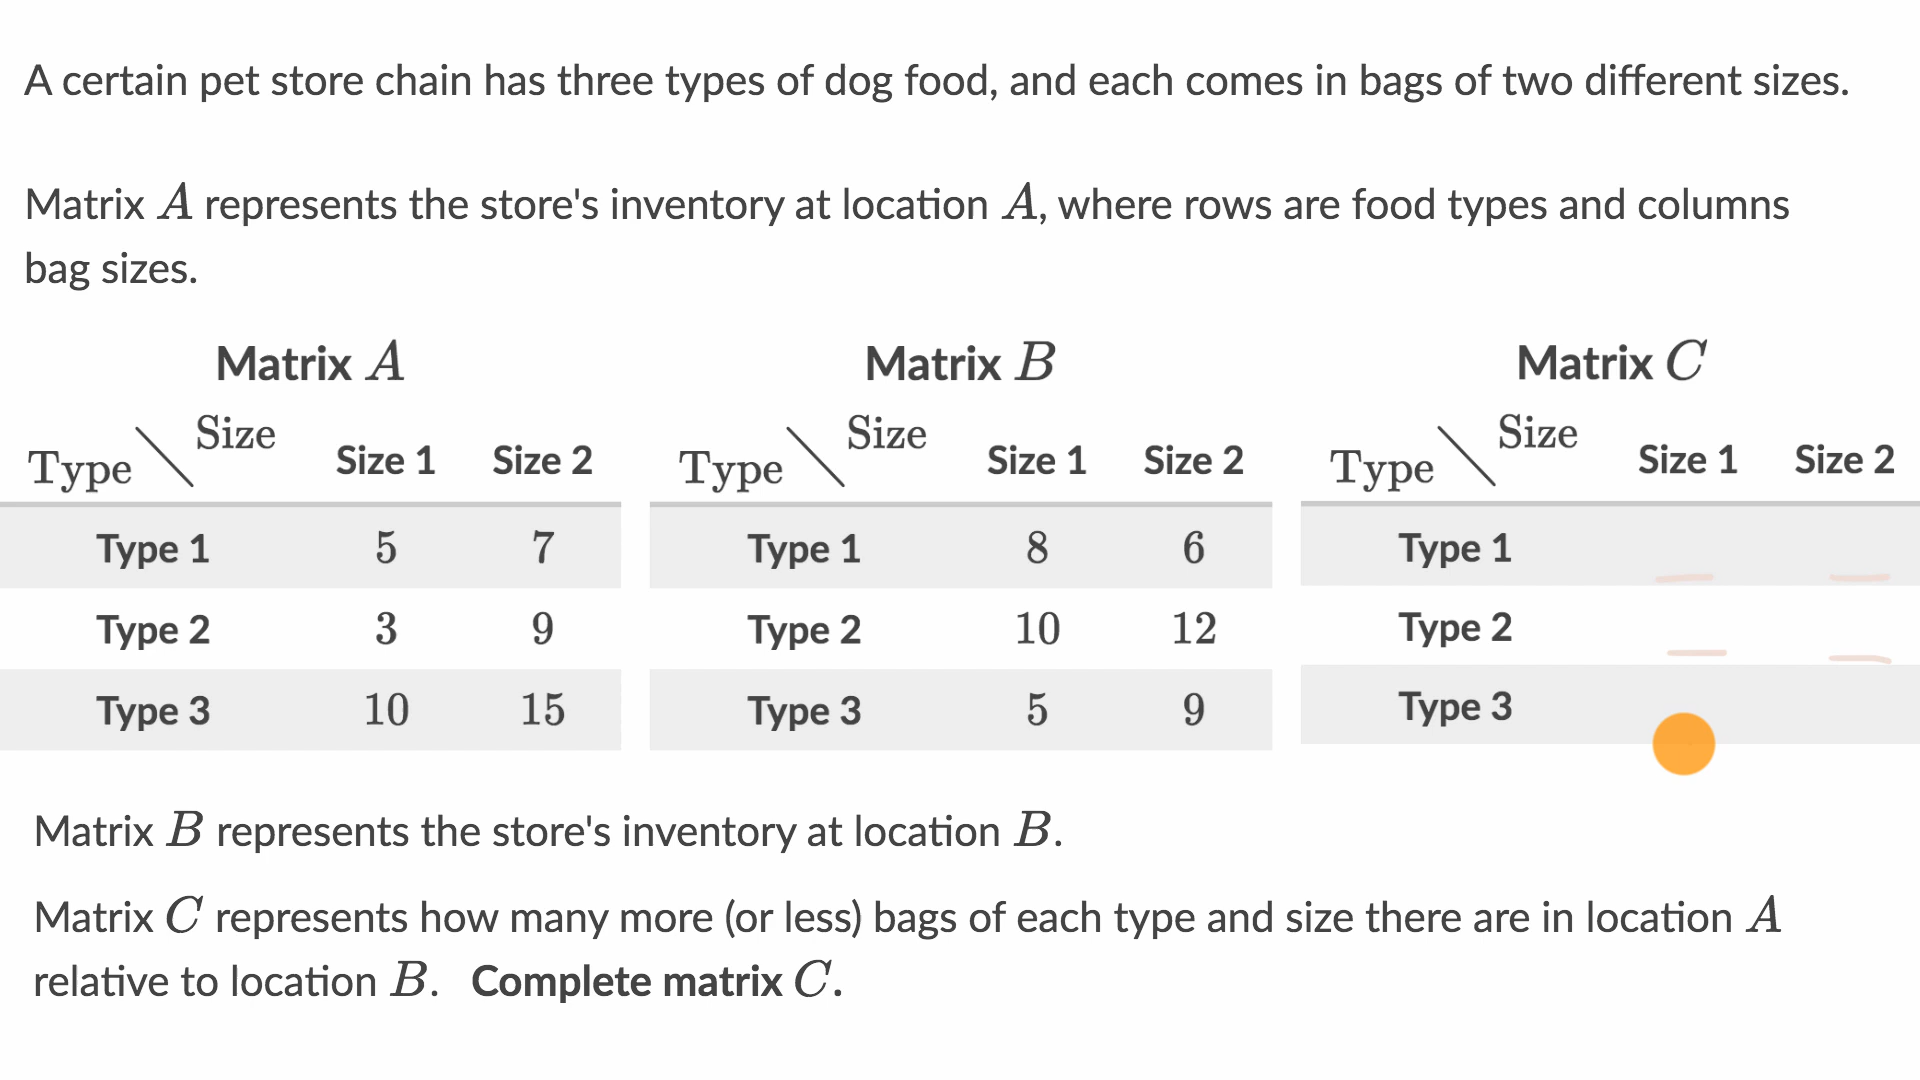 A certain pet store chain has three types of dog food, and each comes in bags of two different sizes.
Matrix A represents the store's inventory at location A, where rows are food types and columns
bag sizes.
Matrix A
Type \ Size Size 1 Size 2
Type 1 5 7
Type 2 3 9
Type 3 10 15
Matrix B
Type \ Size Size 1 Size 2
Type 1 8 6
Type 2 10 12
Type 3 5 9
Matrix C
Type \ Size Size 1 Size 2
Type 1
Type 2
Type 3
Matrix B represents the store's inventory at location B.
Matrix C represents how many more (or less) bags of each type and size there are in location A
relative to location B. Complete matrix C.